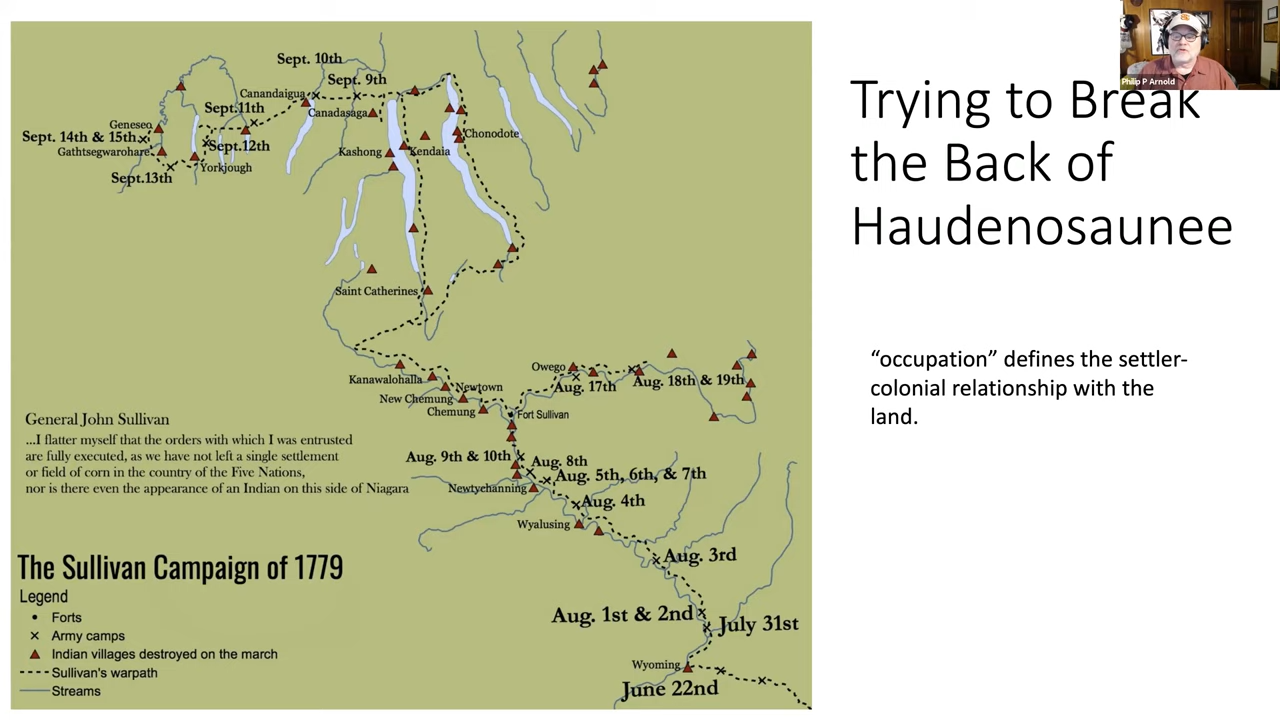 Philip P Arnold
Trying to Break
the Back of
Haudenosaunee
“occupation” defines the settler-
colonial relationship with the
land.
Sept. 10th
Sept. 9th
Canandaigua
Sept.11th
Canadasaga
Geneseo
Sept. 14th & 15th
Chonodote
Sept.12th
Gathtsegwarohare
Kashong
Kendaia
Yorkjough
Sept.13th
Saint Catherines
Owego
Kanawalohalla
Aug. 17th
Aug. 18th & 19th
Newtown
New Chemung
Chemung
Fort Sullivan
General John Sullivan
...I flatter myself that the orders with which I was entrusted
are fully executed, as we have not left a single settlement
or field of corn in the country of the Five Nations,
nor is there even the appearance of an Indian on this side of Niagara
Aug. 9th & 10th
Aug. 8th
Aug. 5th, 6th, & 7th
Newtychanning
Aug. 4th
Wyalusing
Aug. 3rd
The Sullivan Campaign of 1779
Legend
Forts
Army camps
Indian villages destroyed on the march
Sullivan's warpath
Streams
Aug. 1st & 2nd
July 31st
Wyoming
June 22nd